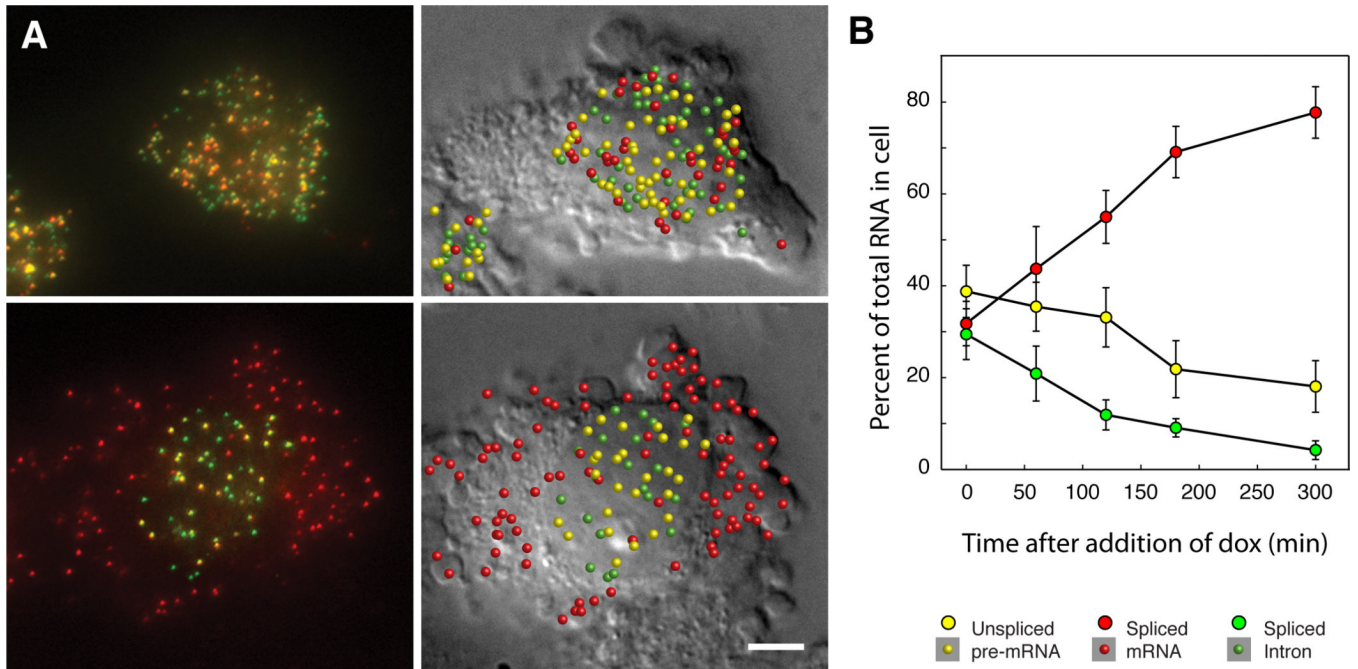 A
B
Percent of total RNA in cell
80
60
40
20
0
0 50 100 150 200 250 300
Time after addition of dox (min)
Unspliced Spliced Spliced
pre-mRNA mRNA Intron